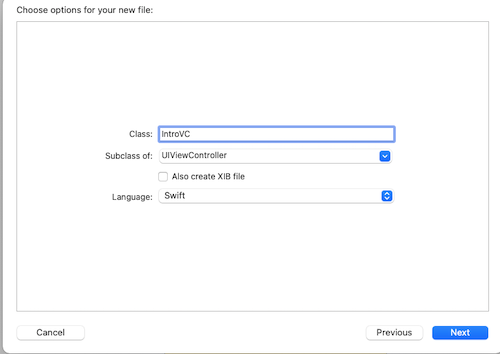 Choose options for your new file:
Class: IntroVC
Subclass of: UIViewController
Also create XIB file
Language: Swift
Cancel Previous Next